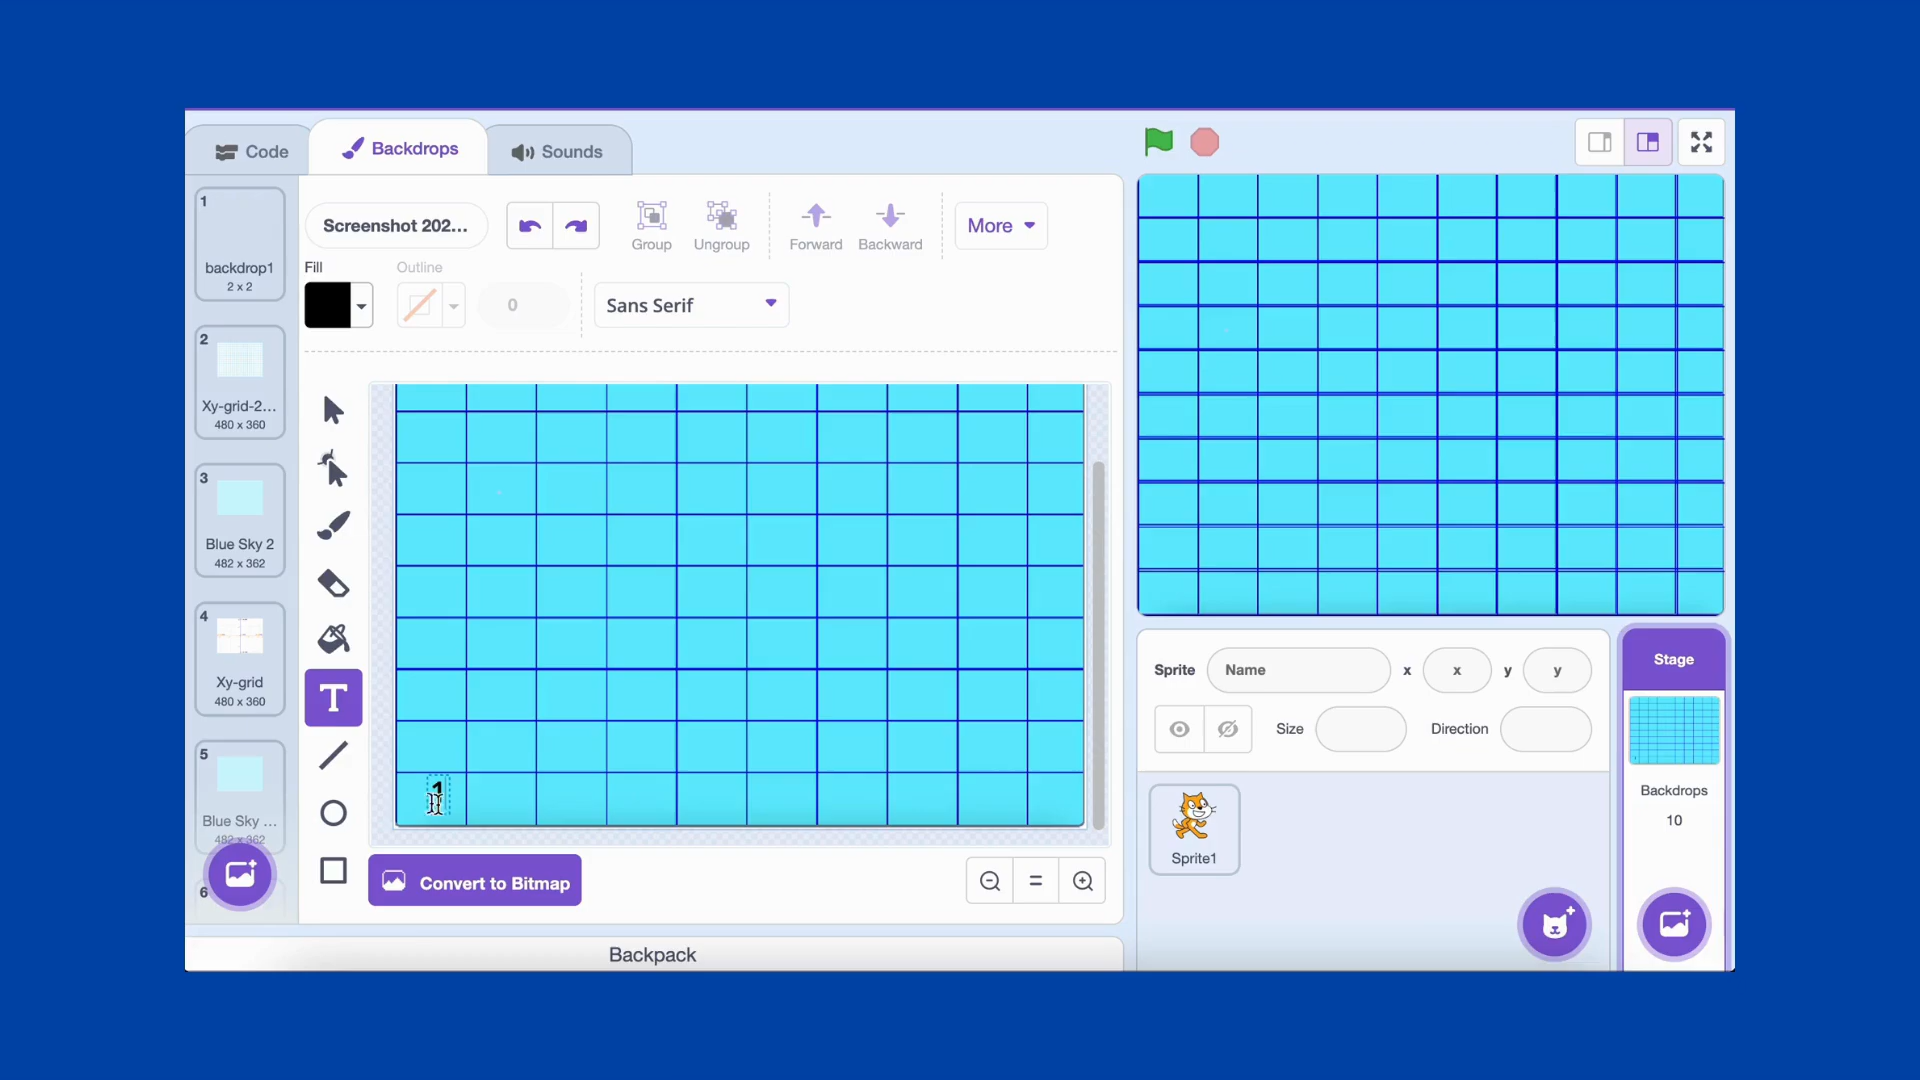 Code
Backdrops
Sounds
1
backdrop1
2 x 2
2
Xy-grid-2...
480 x 360
3
Blue Sky 2
482 x 362
4
Xy-grid
480 x 360
5
Blue Sky ...
482 x 362
6
Screenshot 202...
Group
Ungroup
Forward
Backward
More
Fill
Outline
0
Sans Serif
T
1
Convert to Bitmap
=
Backpack
Sprite
Name
x
x
y
y
Size
Direction
Sprite1
Stage
Backdrops
10